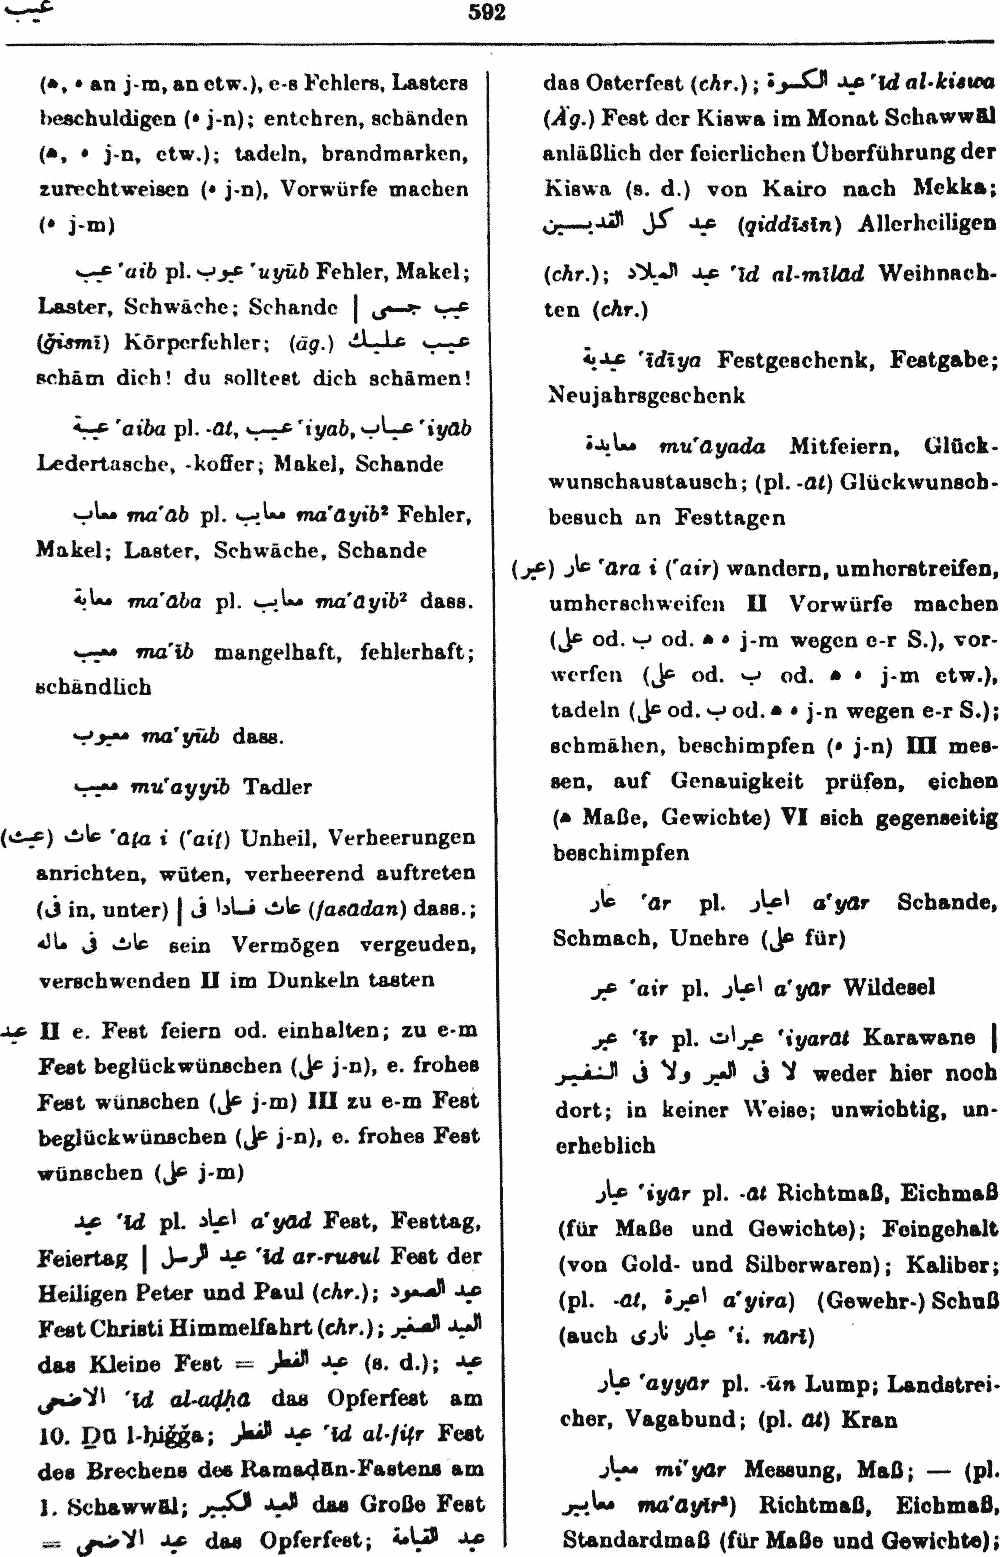 عيب
592
(ه, • an j-m, an etw.), e-s Fehlers, Lasters
beschuldigen (• j-n); entehren, schänden
(ه, • j-n, etw.); tadeln, brandmarken,
zurechtweisen (• j-n), Vorwürfe machen
(• j-m)
عيب ‘aib pl. عيوب ‘uyūb Fehler, Makel;
Laster, Schwäche; Schande | عيب جسمى
(ǧismī) Körperfehler; (äg.) عيب عليك
schäm dich! du solltest dich schämen!
عيبة ‘aiba pl. -āt, عيب ‘iyab, عياب ‘iyāb
Ledertasche, -koffer; Makel, Schande
معاب ma‘āb pl. معايب ma‘āyib² Fehler,
Makel; Laster, Schwäche, Schande
معابة ma‘āba pl. معايب ma‘āyib² dass.
معيب ma‘īb mangelhaft, fehlerhaft;
schändlich
معيوب ma‘yūb dass.
معيب mu‘ayyib Tadler
(عيث) عاث ‘āṯa i (‘aiṯ) Unheil, Verheerungen
anrichten, wüten, verheerend auftreten
(فى in, unter) | عاث فسادا فى (fasādan) dass.;
عاث فى ماله sein Vermögen vergeuden,
verschwenden II im Dunkeln tasten
عيد II e. Fest feiern od. einhalten; zu e-m
Fest beglückwünschen (على j-n), e. frohes
Fest wünschen (على j-m) III zu e-m Fest
beglückwünschen (على j-n), e. frohes Fest
wünschen (على j-m)
عيد ‘īd pl. اعياد a‘yād Fest, Festtag,
Feiertag | عيد الرسل ‘īd ar-rusul Fest der
Heiligen Peter und Paul (chr.); عيد الصعود
Fest Christi Himmelfahrt (chr.); العيد الصغير
das Kleine Fest = عيد الفطر (s. d.); عيد
الاضحى ‘īd al-aḍḥā das Opferfest am
10. Ḏū l-ḥiǧǧa; عيد الفطر ‘īd al-fiṭr Fest
des Brechens des Ramaḍān-Fastens am
1. Schawwāl; العيد الكبير das Große Fest
= عيد الاضحى das Opferfest; عيد القيامة
das Osterfest (chr.); عيد الكسوة ‘īd al-kiswa
(Äg.) Fest der Kiswa im Monat Schawwāl
anläßlich der feierlichen Überführung der
Kiswa (s. d.) von Kairo nach Mekka;
عيد كل القديسين (qiddīsīn) Allerheiligen
(chr.); عيد الميلاد ‘īd al-mīlād Weihnach-
ten (chr.)
عيدية ‘īdīya Festgeschenk, Festgabe;
Neujahrsgeschenk
معايدة mu‘āyada Mitfeiern, Glück-
wunschaustausch; (pl. -āt) Glückwunsch-
besuch an Festtagen
(عير) عار ‘āra i (‘air) wandern, umherstreifen,
umherschweifen II Vorwürfe machen
(على od. ب od. ه • j-m wegen e-r S.), vor-
werfen (على od. ب od. ه • j-m etw.),
tadeln (على od. ب od. ه • j-n wegen e-r S.);
schmähen, beschimpfen (• j-n) III mes-
sen, auf Genauigkeit prüfen, eichen
(ه Maße, Gewichte) VI sich gegenseitig
beschimpfen
عار ‘ār pl. اعيار a‘yār Schande,
Schmach, Unehre (على für)
عير ‘air pl. اعيار a‘yār Wildesel
عير ‘īr pl. عيرات ‘iyarāt Karawane |
لا فى العير ولا فى النفير weder hier noch
dort; in keiner Weise; unwichtig, un-
erheblich
عيار ‘iyār pl. -āt Richtmaß, Eichmaß
(für Maße und Gewichte); Feingehalt
(von Gold- und Silberwaren); Kaliber;
(pl. -āt, اعيرة a‘yira) (Gewehr-) Schuß
(auch عيار نارى ‘i. nārī)
عيار ‘ayyār pl. -ūn Lump; Landstrei-
cher, Vagabund; (pl. āt) Kran
معيار mi‘yār Messung, Maß; — (pl.
معايير ma‘āyīr²) Richtmaß, Eichmaß,
Standardmaß (für Maße und Gewichte);